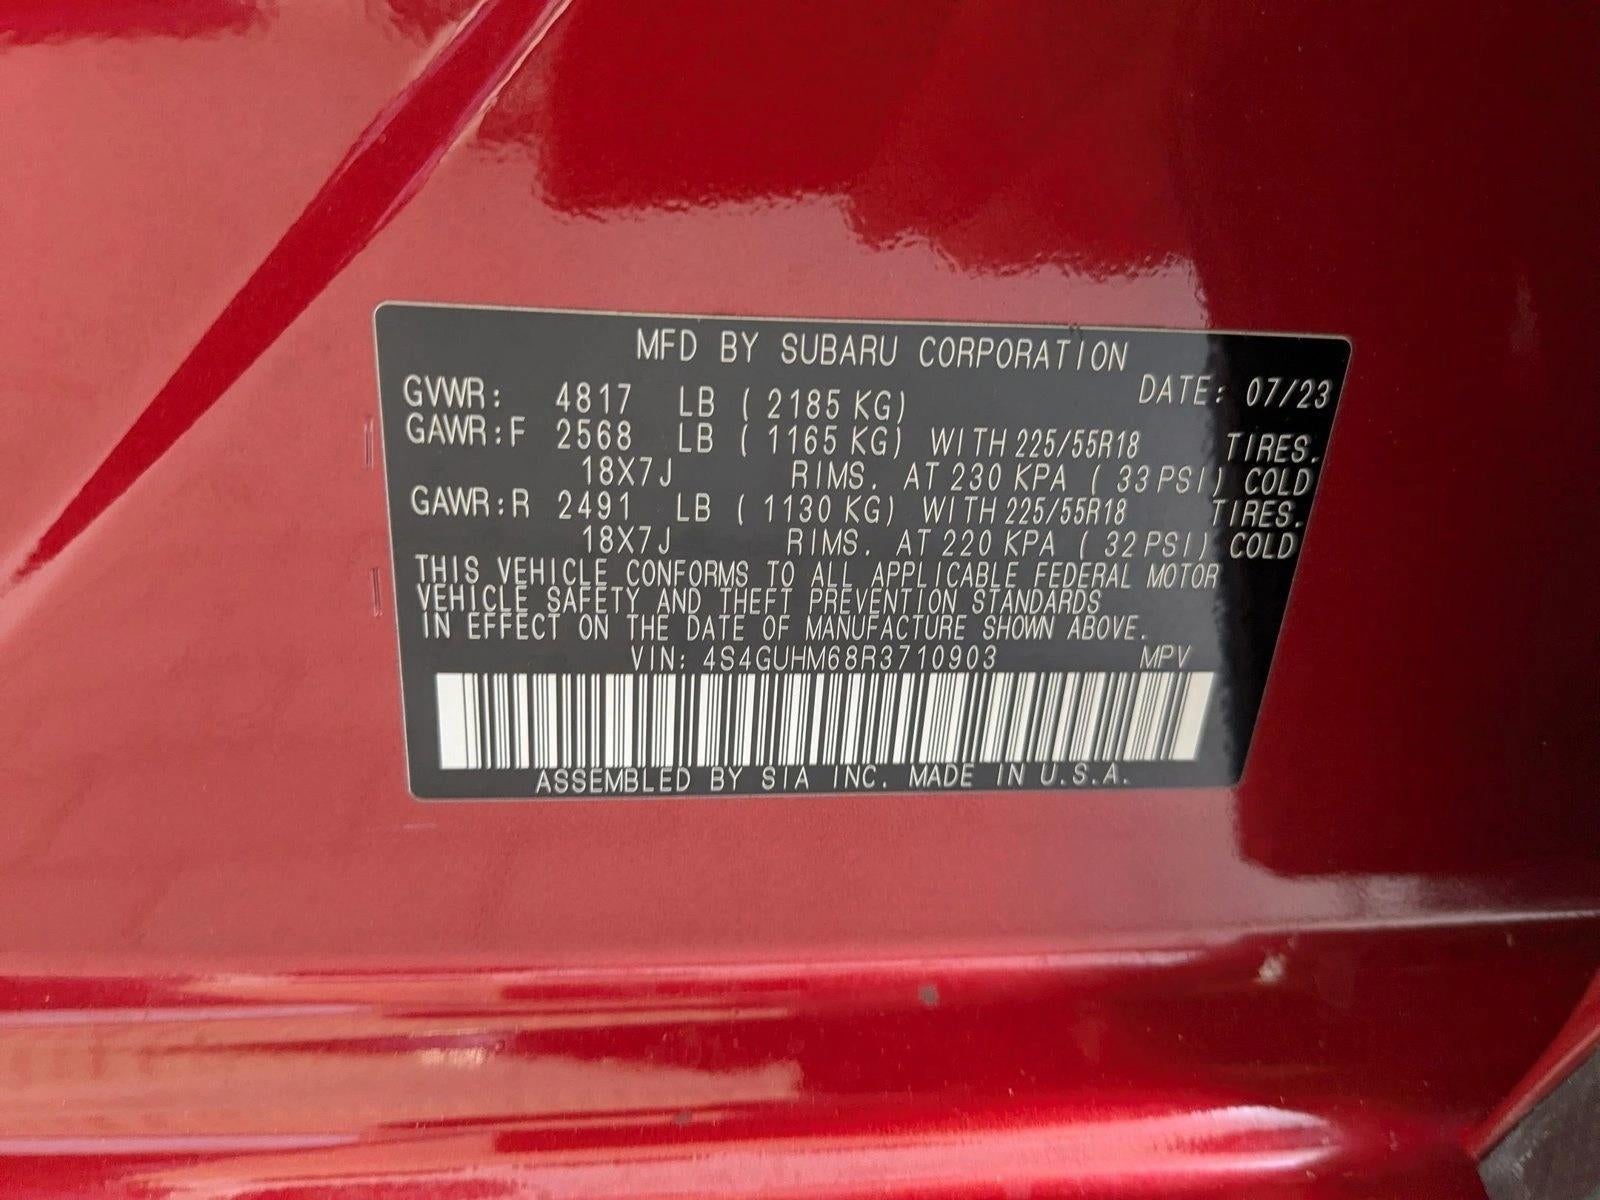 MFD BY SUBARU CORPORATION
DATE: 07/23
GVWR: 4817 LB ( 2185 KG)
GAWR:F 2568 LB ( 1165 KG) WITH 225/55R18 TIRES.
18X7J RIMS. AT 230 KPA ( 33 PSI) COLD
GAWR:R 2491 LB ( 1130 KG) WITH 225/55R18 TIRES.
18X7J RIMS. AT 220 KPA ( 32 PSI) COLD
THIS VEHICLE CONFORMS TO ALL APPLICABLE FEDERAL MOTOR
VEHICLE SAFETY AND THEFT PREVENTION STANDARDS
IN EFFECT ON THE DATE OF MANUFACTURE SHOWN ABOVE.
VIN: 4S4GUHM68R3710903 MPV
ASSEMBLED BY SIA INC. MADE IN U.S.A.